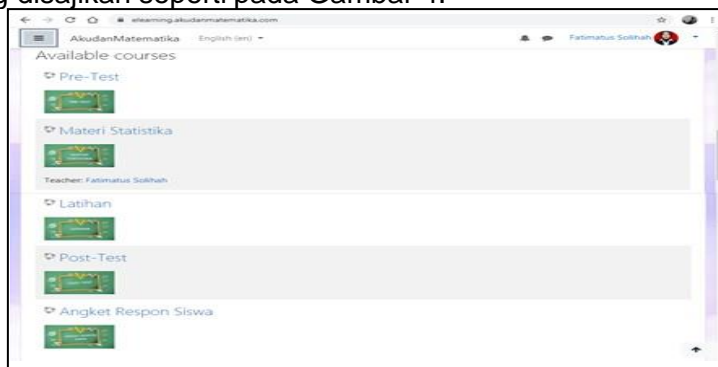 g disajikan seperti pada Gambar 4.
elearning.akudanmatematika.com
AkudanMatematika English (en) Fatimatus Solihah
Available courses
Pre-Test
Materi Statistika
Teacher: Fatimatus Solihah
Latihan
Post-Test
Angket Respon Siswa